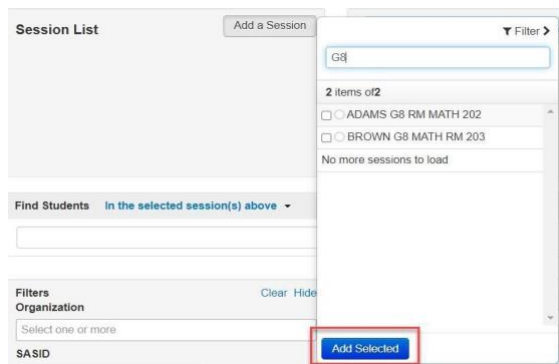 Session List
Add a Session
Filter
G8
2 items of2
ADAMS G8 RM MATH 202
BROWN G8 MATH RM 203
No more sessions to load
Find Students In the selected session(s) above
Filters
Clear Hide
Organization
Select one or more
SASID
Add Selected